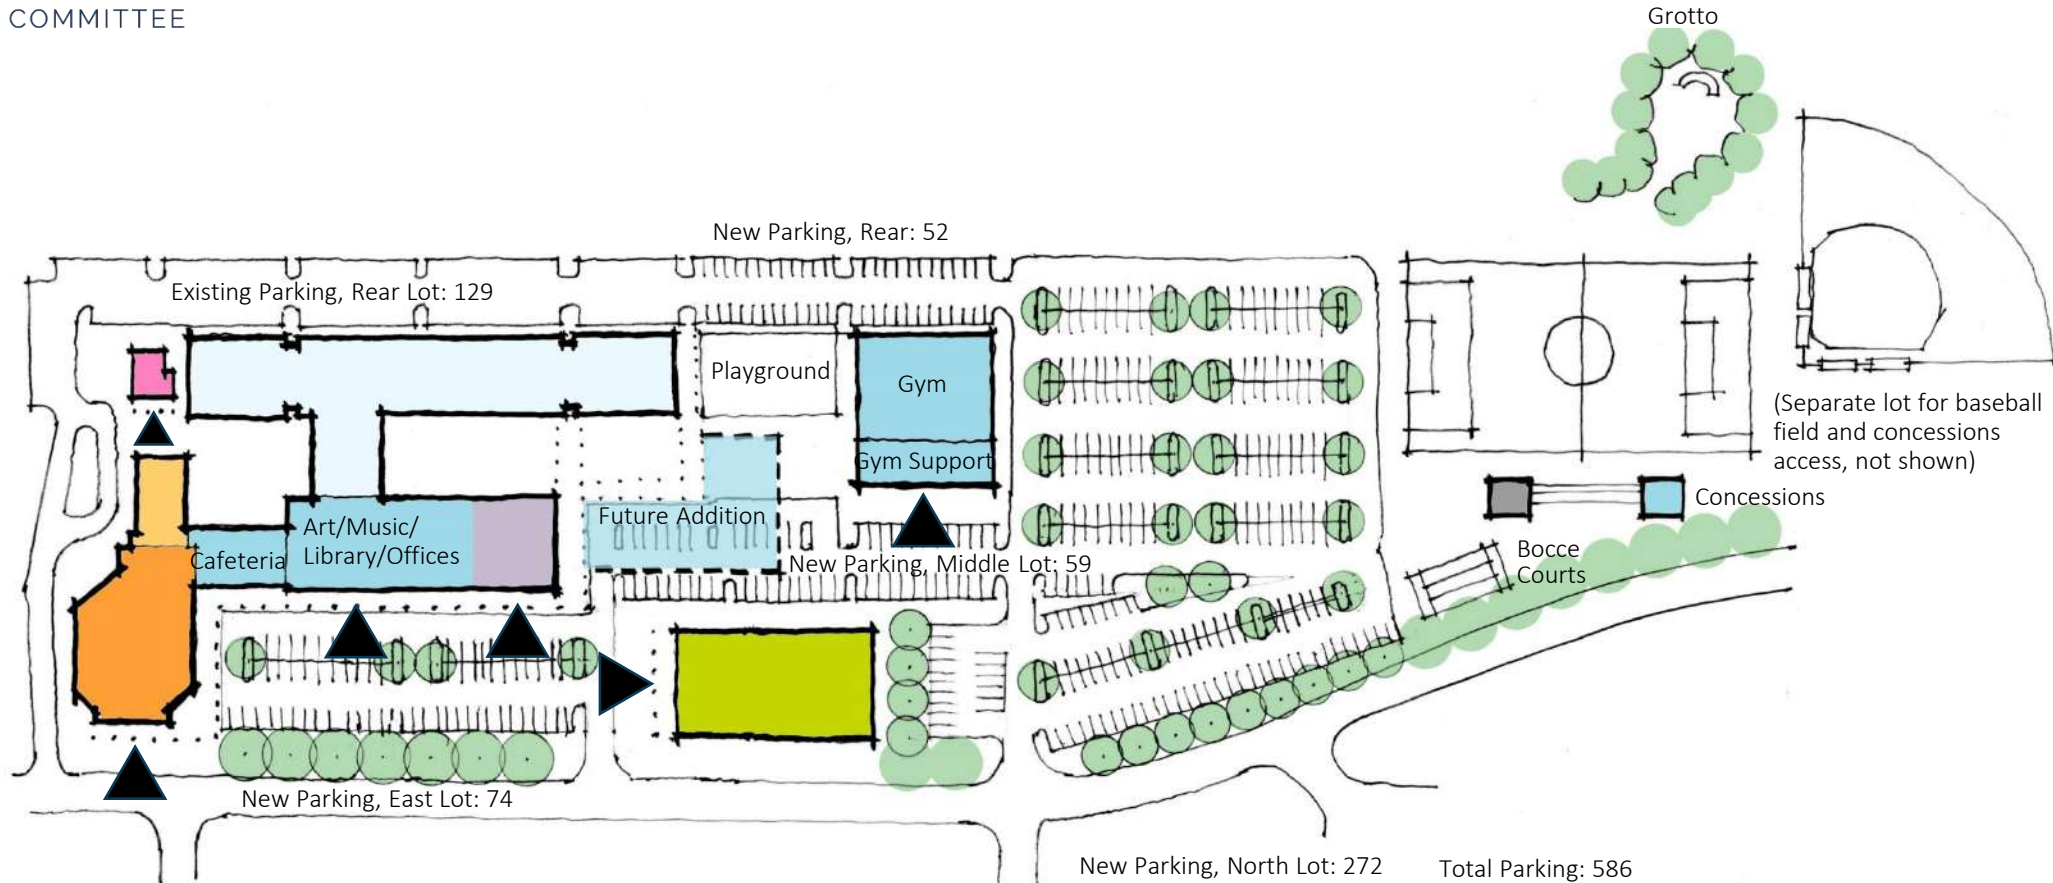 COMMITTEE
Grotto
New Parking, Rear: 52
Existing Parking, Rear Lot: 129
Playground
Gym
(Separate lot for baseball
field and concessions
access, not shown)
Gym Support
Concessions
Art/Music/
Library/Offices
Future Addition
Cafeteria
New Parking, Middle Lot: 59
Bocce
Courts
New Parking, East Lot: 74
New Parking, North Lot: 272
Total Parking: 586